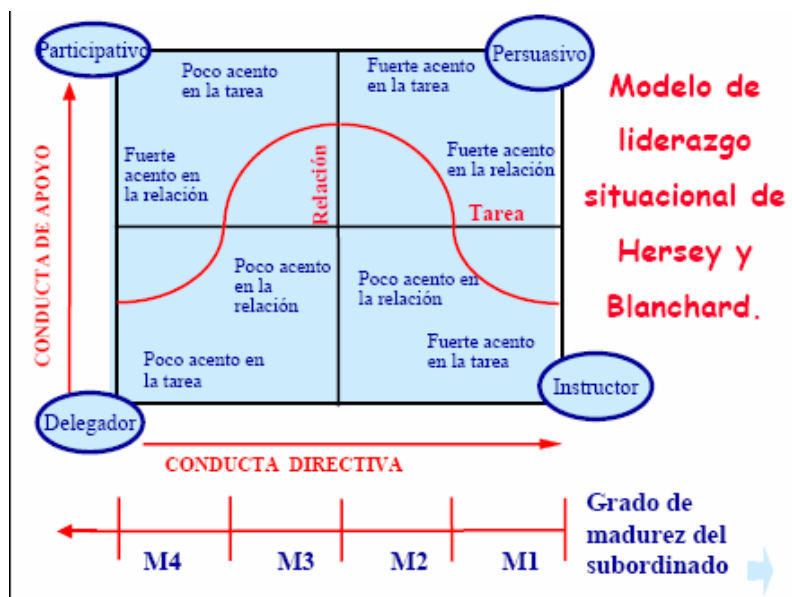 Participativo
Persuasivo
Poco acento
en la tarea
Fuerte acento
en la tarea
Fuerte
acento en
la relación
Fuerte acento
en la relación
Relación
Tarea
Poco acento
en la
relación
Poco acento en
la relación
Poco acento en
la tarea
Fuerte acento
en la tarea
Delegador
Instructor
CONDUCTA DE APOYO
CONDUCTA DIRECTIVA
Modelo de
liderazgo
situacional de
Hersey y
Blanchard.
M4
M3
M2
M1
Grado de
madurez del
subordinado